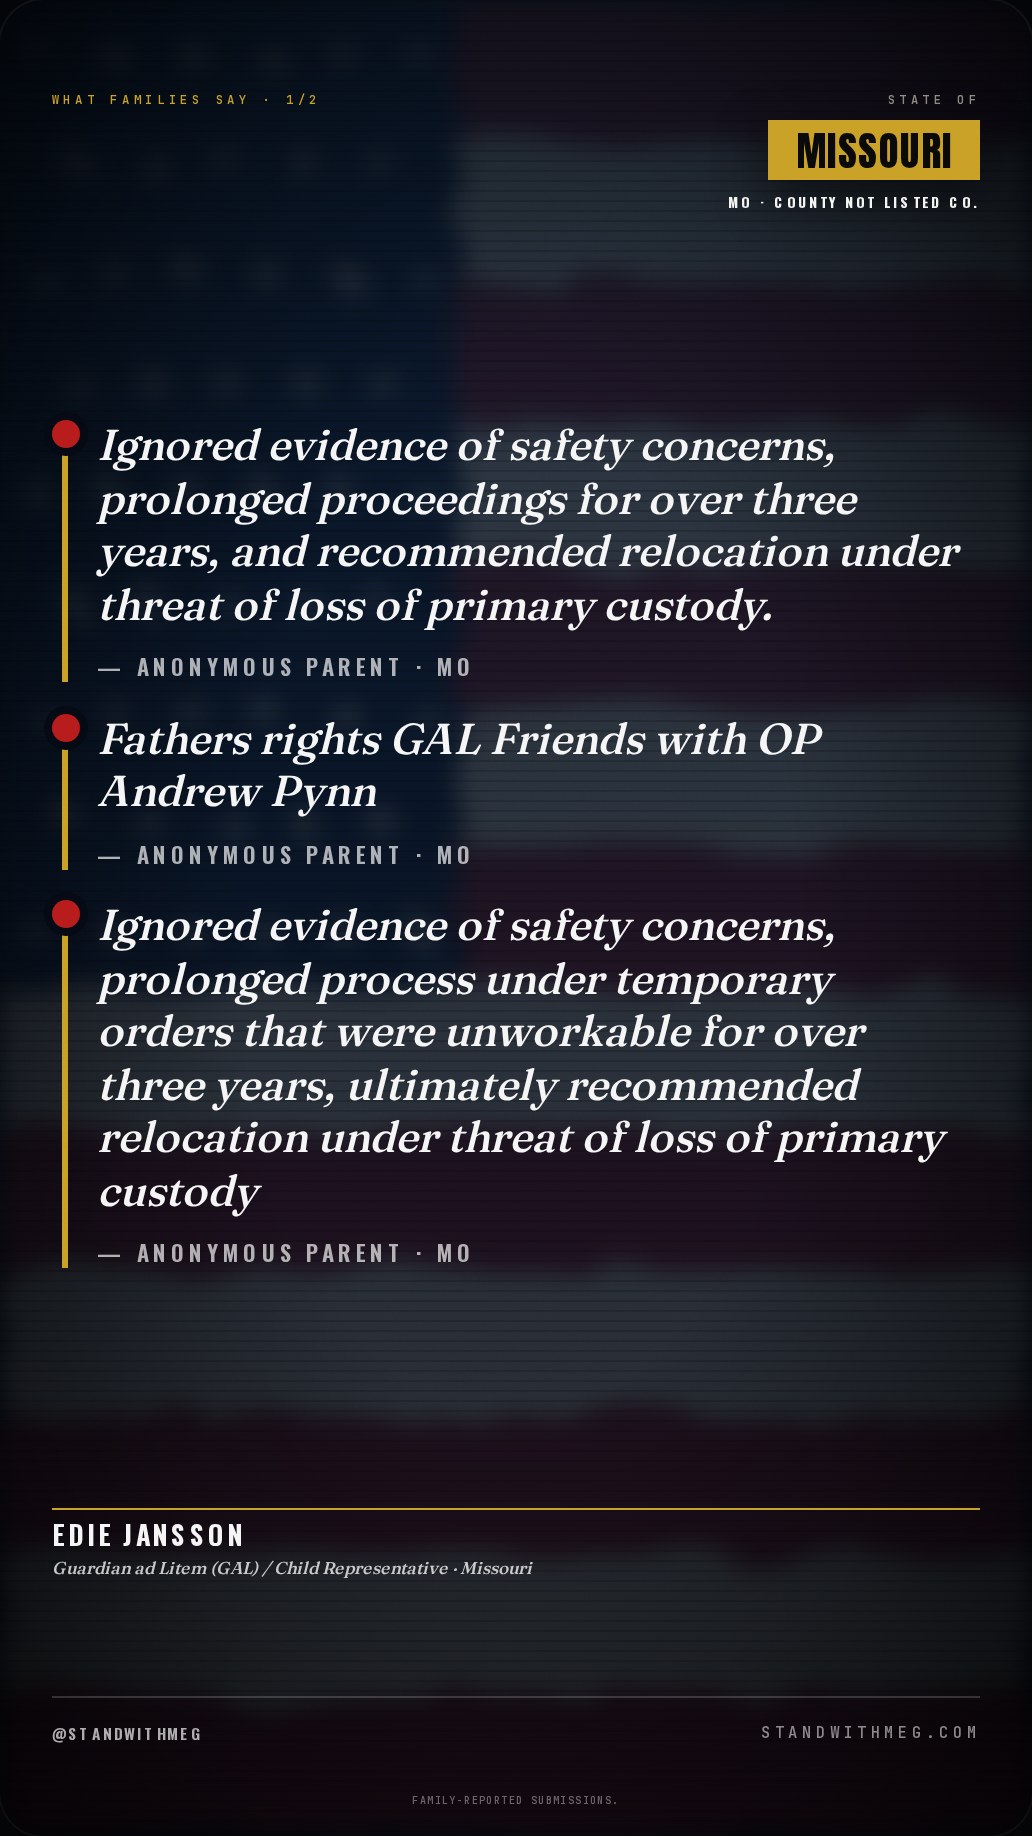 WHAT FAMILIES SAY · 1/2
STATE OF
MISSOURI
MO · COUNTY NOT LISTED CO.
Ignored evidence of safety concerns,
prolonged proceedings for over three
years, and recommended relocation under
threat of loss of primary custody.
— ANONYMOUS PARENT · MO
Fathers rights GAL Friends with OP
Andrew Pynn
— ANONYMOUS PARENT · MO
Ignored evidence of safety concerns,
prolonged process under temporary
orders that were unworkable for over
three years, ultimately recommended
relocation under threat of loss of primary
custody
— ANONYMOUS PARENT · MO
EDIE JANSSON
Guardian ad Litem (GAL) / Child Representative · Missouri
@STANDWITHMEG
STANDWITHMEG.COM
FAMILY-REPORTED SUBMISSIONS.